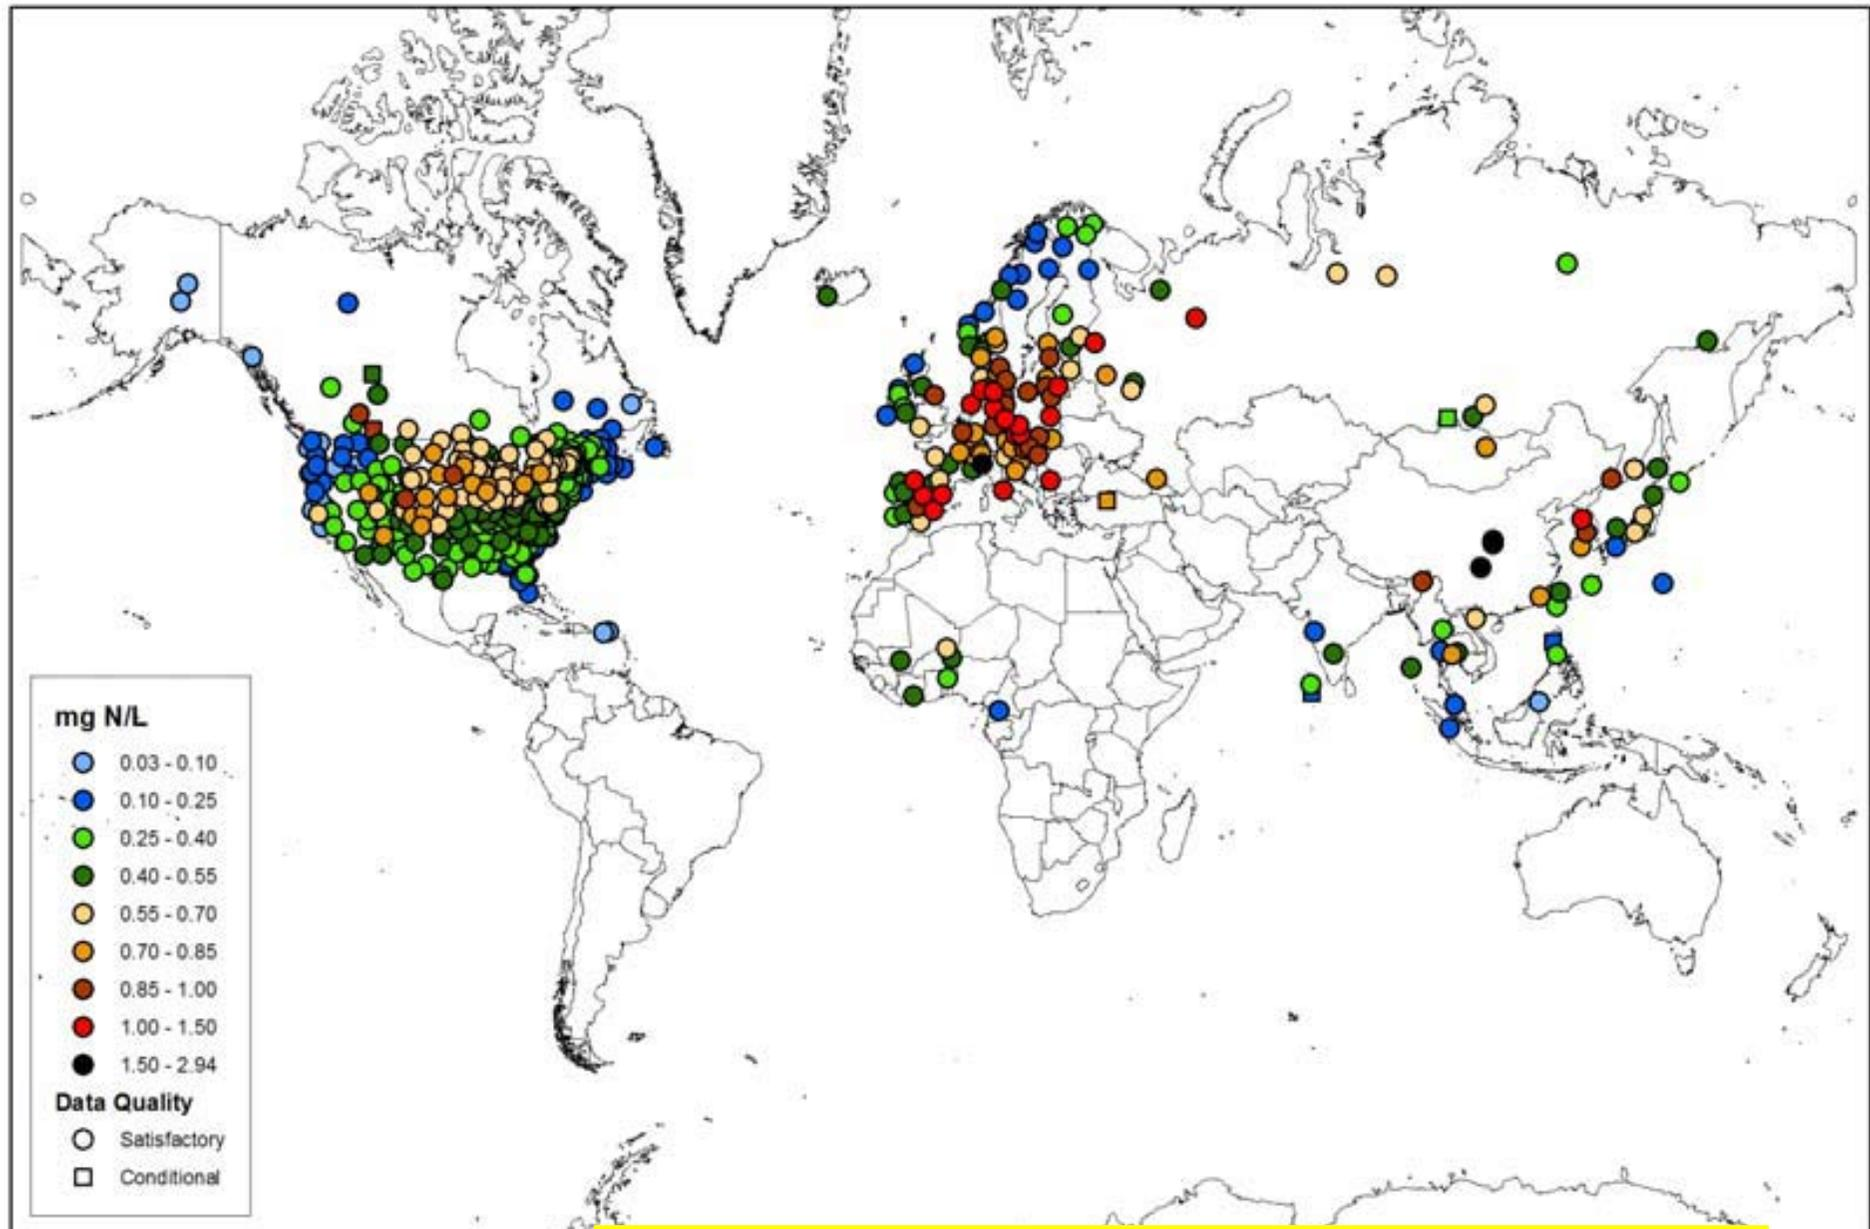 mg N/L
0.03 - 0.10
0.10 - 0.25
0.25 - 0.40
0.40 - 0.55
0.55 - 0.70
0.70 - 0.85
0.85 - 1.00
1.00 - 1.50
1.50 - 2.94
Data Quality
Satisfactory
Conditional